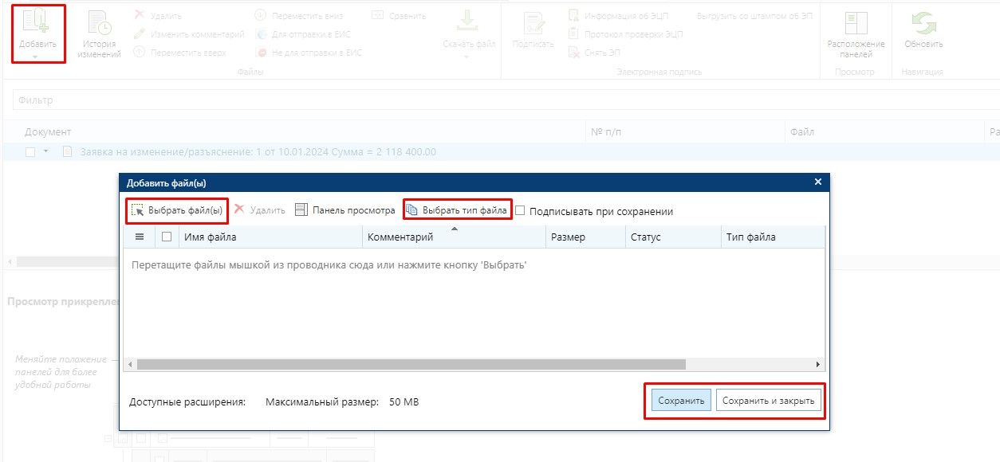 Добавить
История
изменений
Удалить
Изменить комментарий
Переместить вверх
Переместить вниз
Для отправки в ЕИС
Не для отправки в ЕИС
Сравнить
Скачать файл
Файлы
Подписать
Информация об ЭЦП
Протокол проверки ЭЦП
Снять ЭП
Выгрузить со штампом об ЭП
Электронная подпись
Расположение
панелей
Просмотр
Обновить
Навигация
Фильтр
Документ № п/п Файл Ра
Заявка на изменение/разъяснение: 1 от 10.01.2024 Сумма = 2 118 400.00
Добавить файл(ы)
Выбрать файл(ы) Удалить Панель просмотра Выбрать тип файла Подписывать при сохранении
Имя файла Комментарий Размер Статус Тип файла
Перетащите файлы мышкой из проводника сюда или нажмите кнопку 'Выбрать'
Просмотр прикрепле
Меняйте положение
панелей для более
удобной работы
Доступные расширения: Максимальный размер: 50 MB
Сохранить Сохранить и закрыть